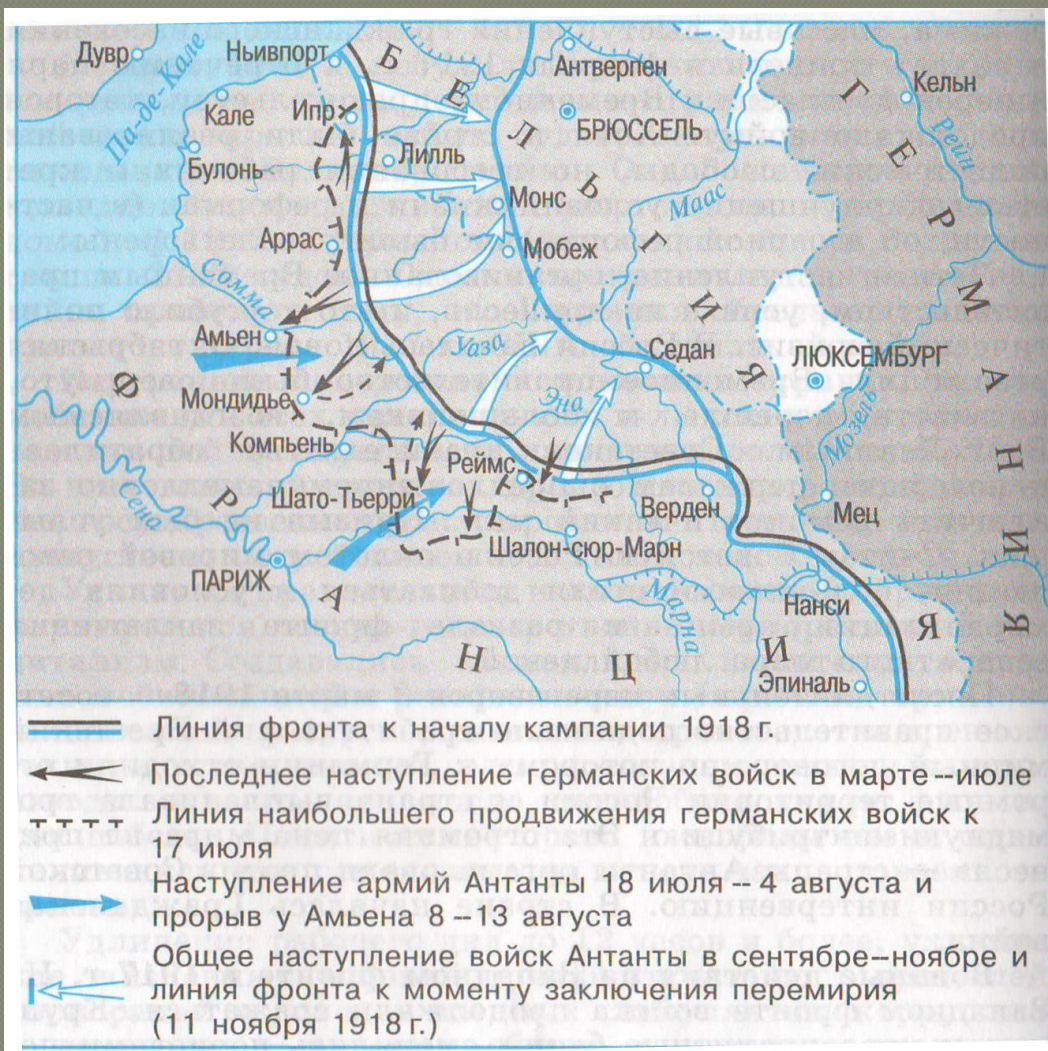 Дувр
Па-де-Кале
Ньивпорт
Кале
Ипр
Булонь
Лилль
Аррас
Сомма
Амьен
Мондидье
Компьень
Сена
Шато-Тьерри
ПАРИЖ
БЕЛЬГИЯ
Антверпен
БРЮССЕЛЬ
Монс
Мобеж
Маас
Уаза
Эна
Седан
Реймс
Верден
Шалон-сюр-Марн
Марна
ГЕРМАНИЯ
Кельн
Рейн
ЛЮКСЕМБУРГ
Мозель
Мец
Нанси
Эпиналь
ФРАНЦИЯ
Линия фронта к началу кампании 1918 г.
Последнее наступление германских войск в марте – июле
Линия наибольшего продвижения германских войск к
17 июля
Наступление армий Антанты 18 июля – 4 августа и
прорыв у Амьена 8 – 13 августа
Общее наступление войск Антанты в сентябре–ноябре и
линия фронта к моменту заключения перемирия
(11 ноября 1918 г.)